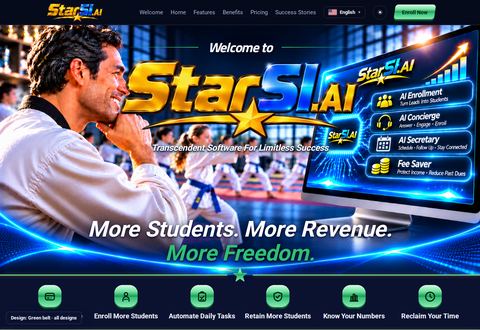 StarSI.AI
Welcome
Home
Features
Benefits
Pricing
Success Stories
English
Enroll Now
Welcome to
StarSI.AI
Transcendent Software For Limitless Success
StarSI.AI
StarSI.AI
AI Enrollment
Turn Leads into Students
AI Concierge
Answer • Engage • Enroll
AI Secretary
Schedule • Follow Up • Stay Connected
Fee Saver
Protect Income • Reduce Past Dues
More Students. More Revenue.
More Freedom.
Enroll More Students
Automate Daily Tasks
Retain More Students
Know Your Numbers
Reclaim Your Time
Design: Green belt · all designs